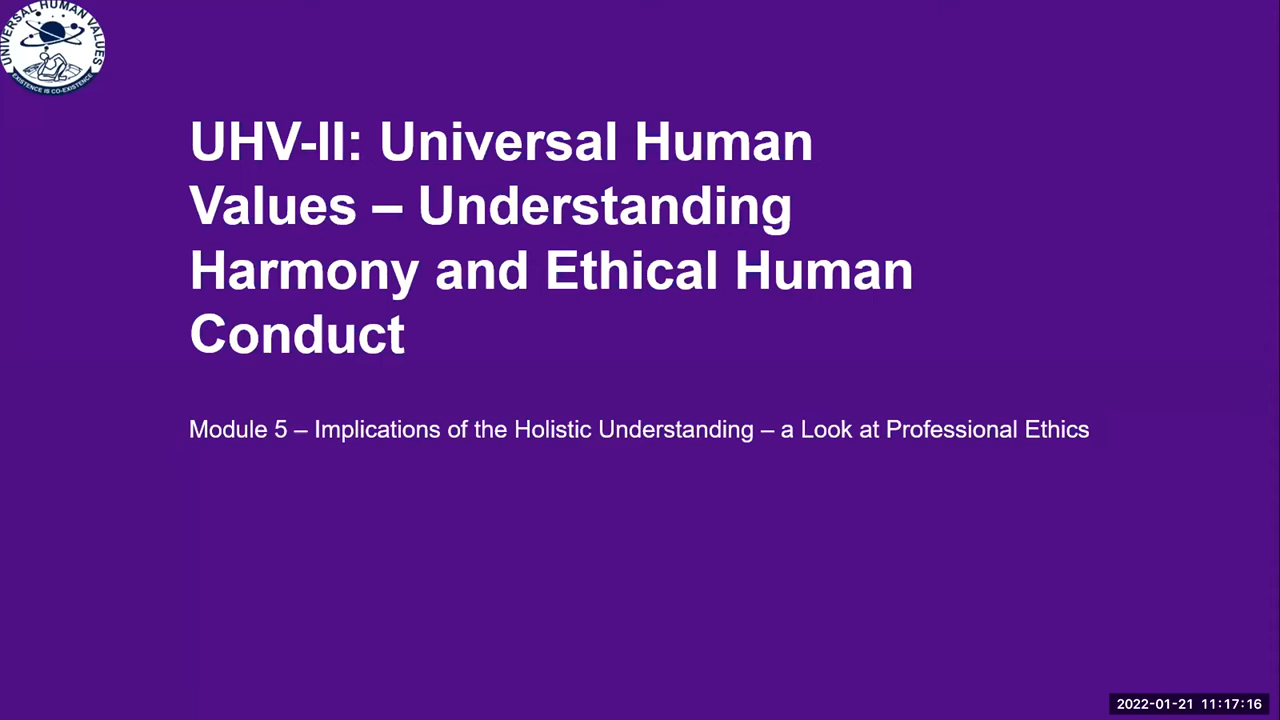 UNIVERSAL HUMAN VALUES
EXISTENCE IS CO-EXISTENCE
UHV-II: Universal Human
Values – Understanding
Harmony and Ethical Human
Conduct
Module 5 – Implications of the Holistic Understanding – a Look at Professional Ethics
2022-01-21 11:17:16